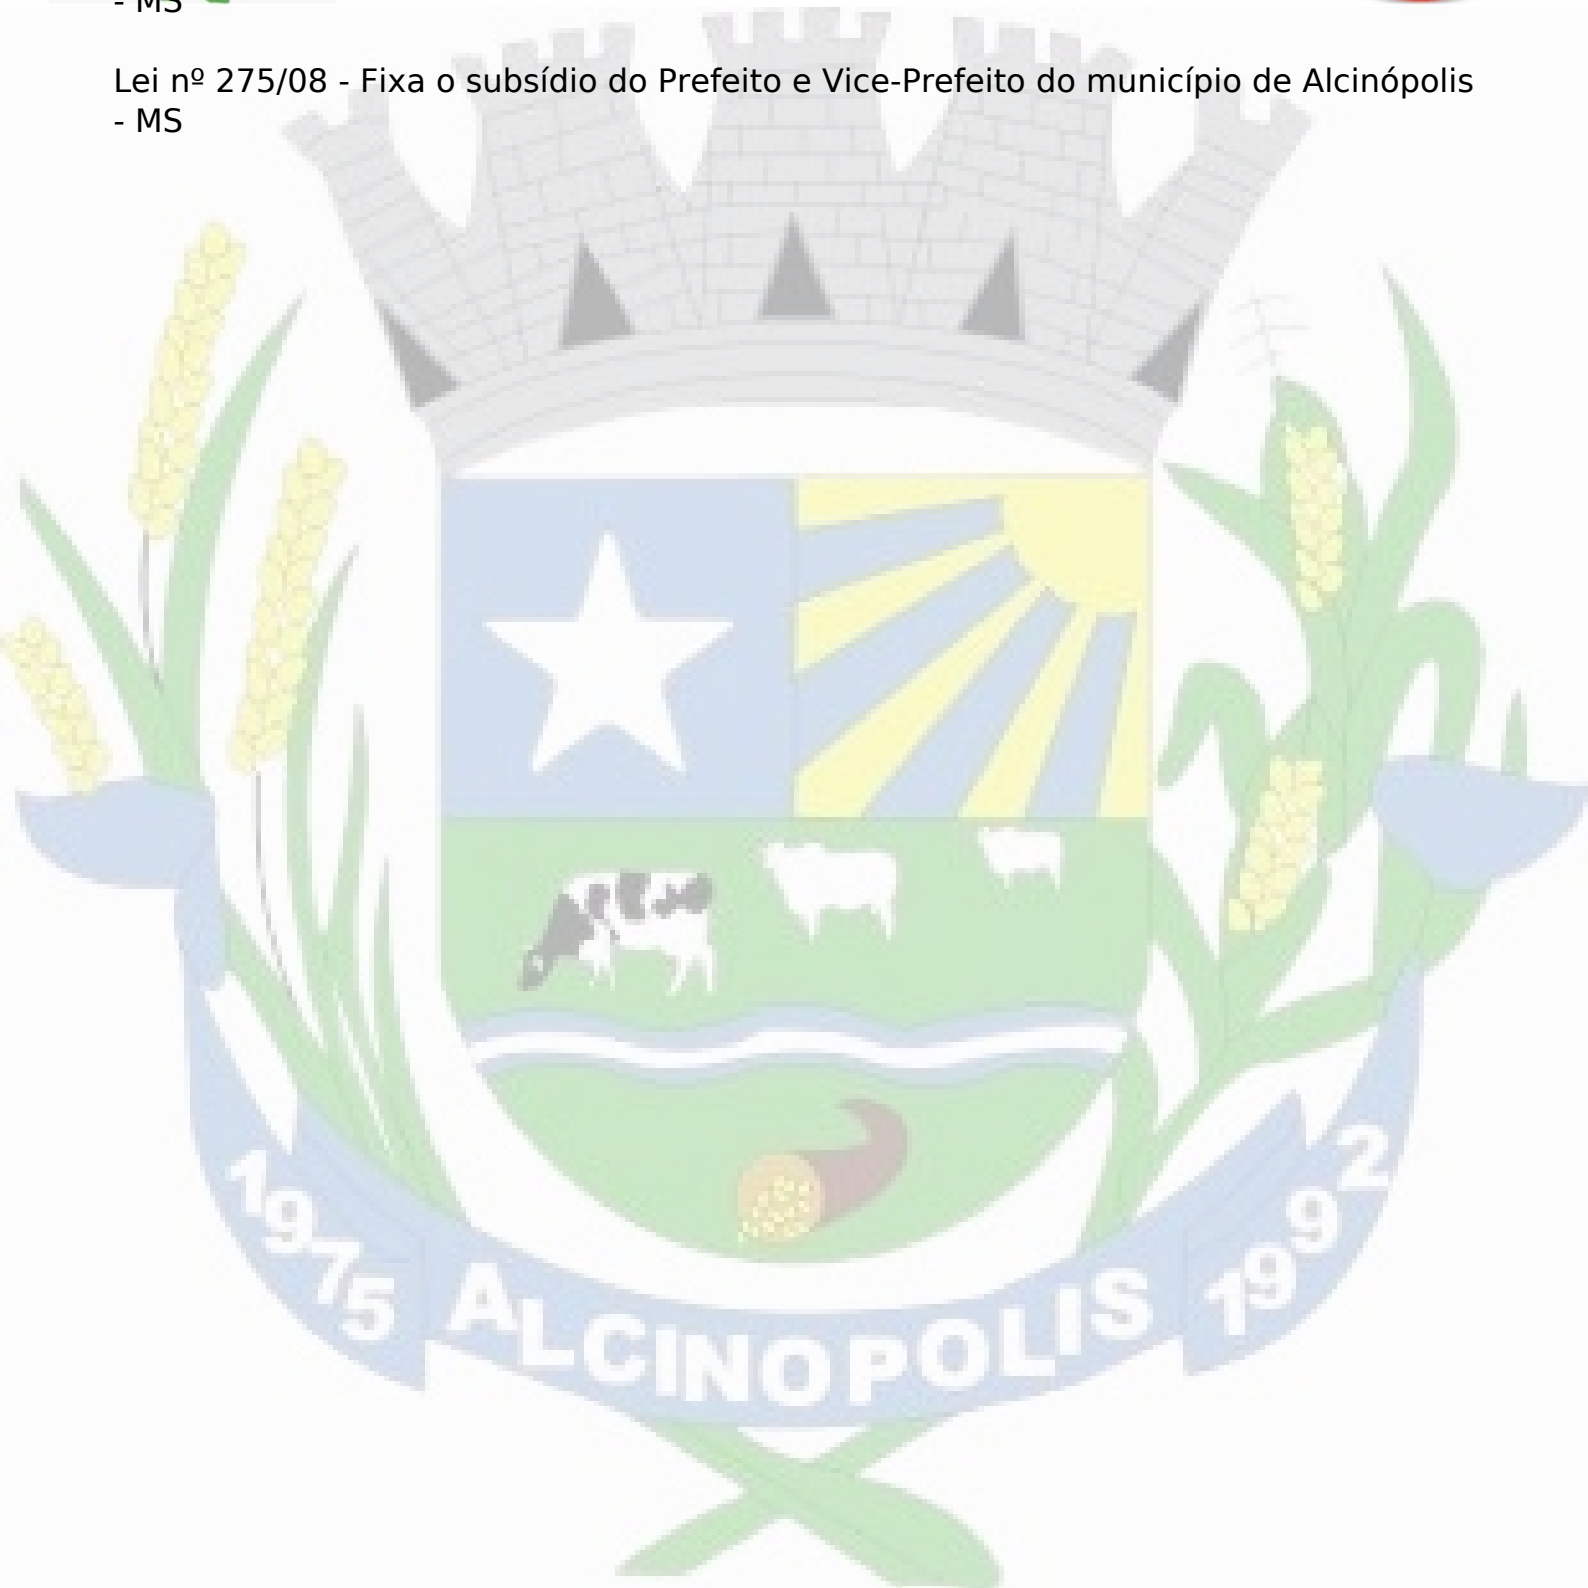 - MS
Lei nº 275/08 - Fixa o subsídio do Prefeito e Vice-Prefeito do município de Alcinópolis
- MS
1975 ALCINOPOLIS 1992